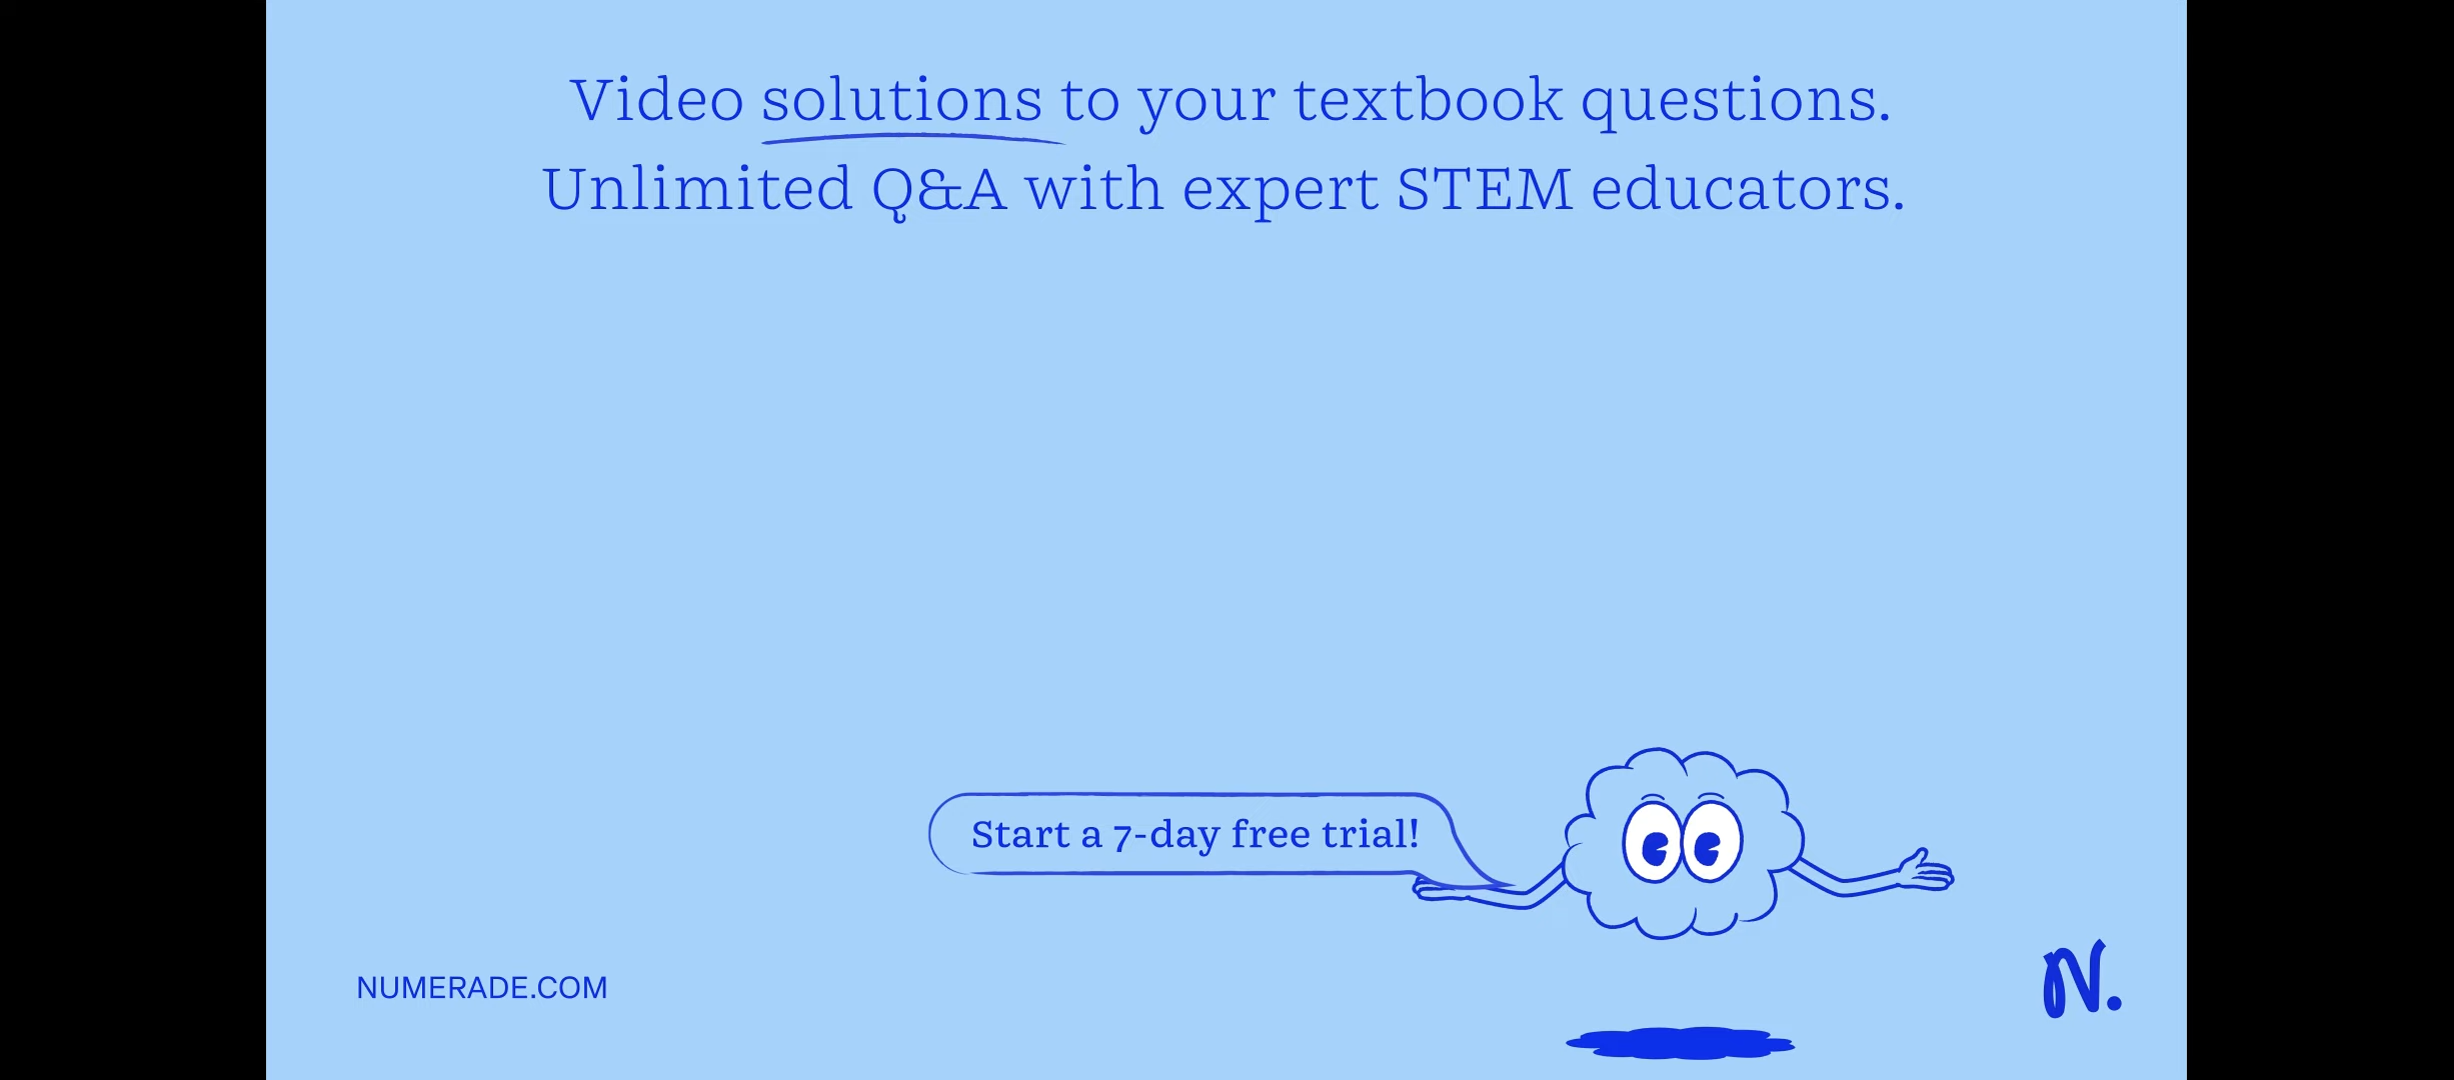 Video solutions to your textbook questions.
Unlimited Q&A with expert STEM educators.
Start a 7-day free trial!
NUMERADE.COM
N.